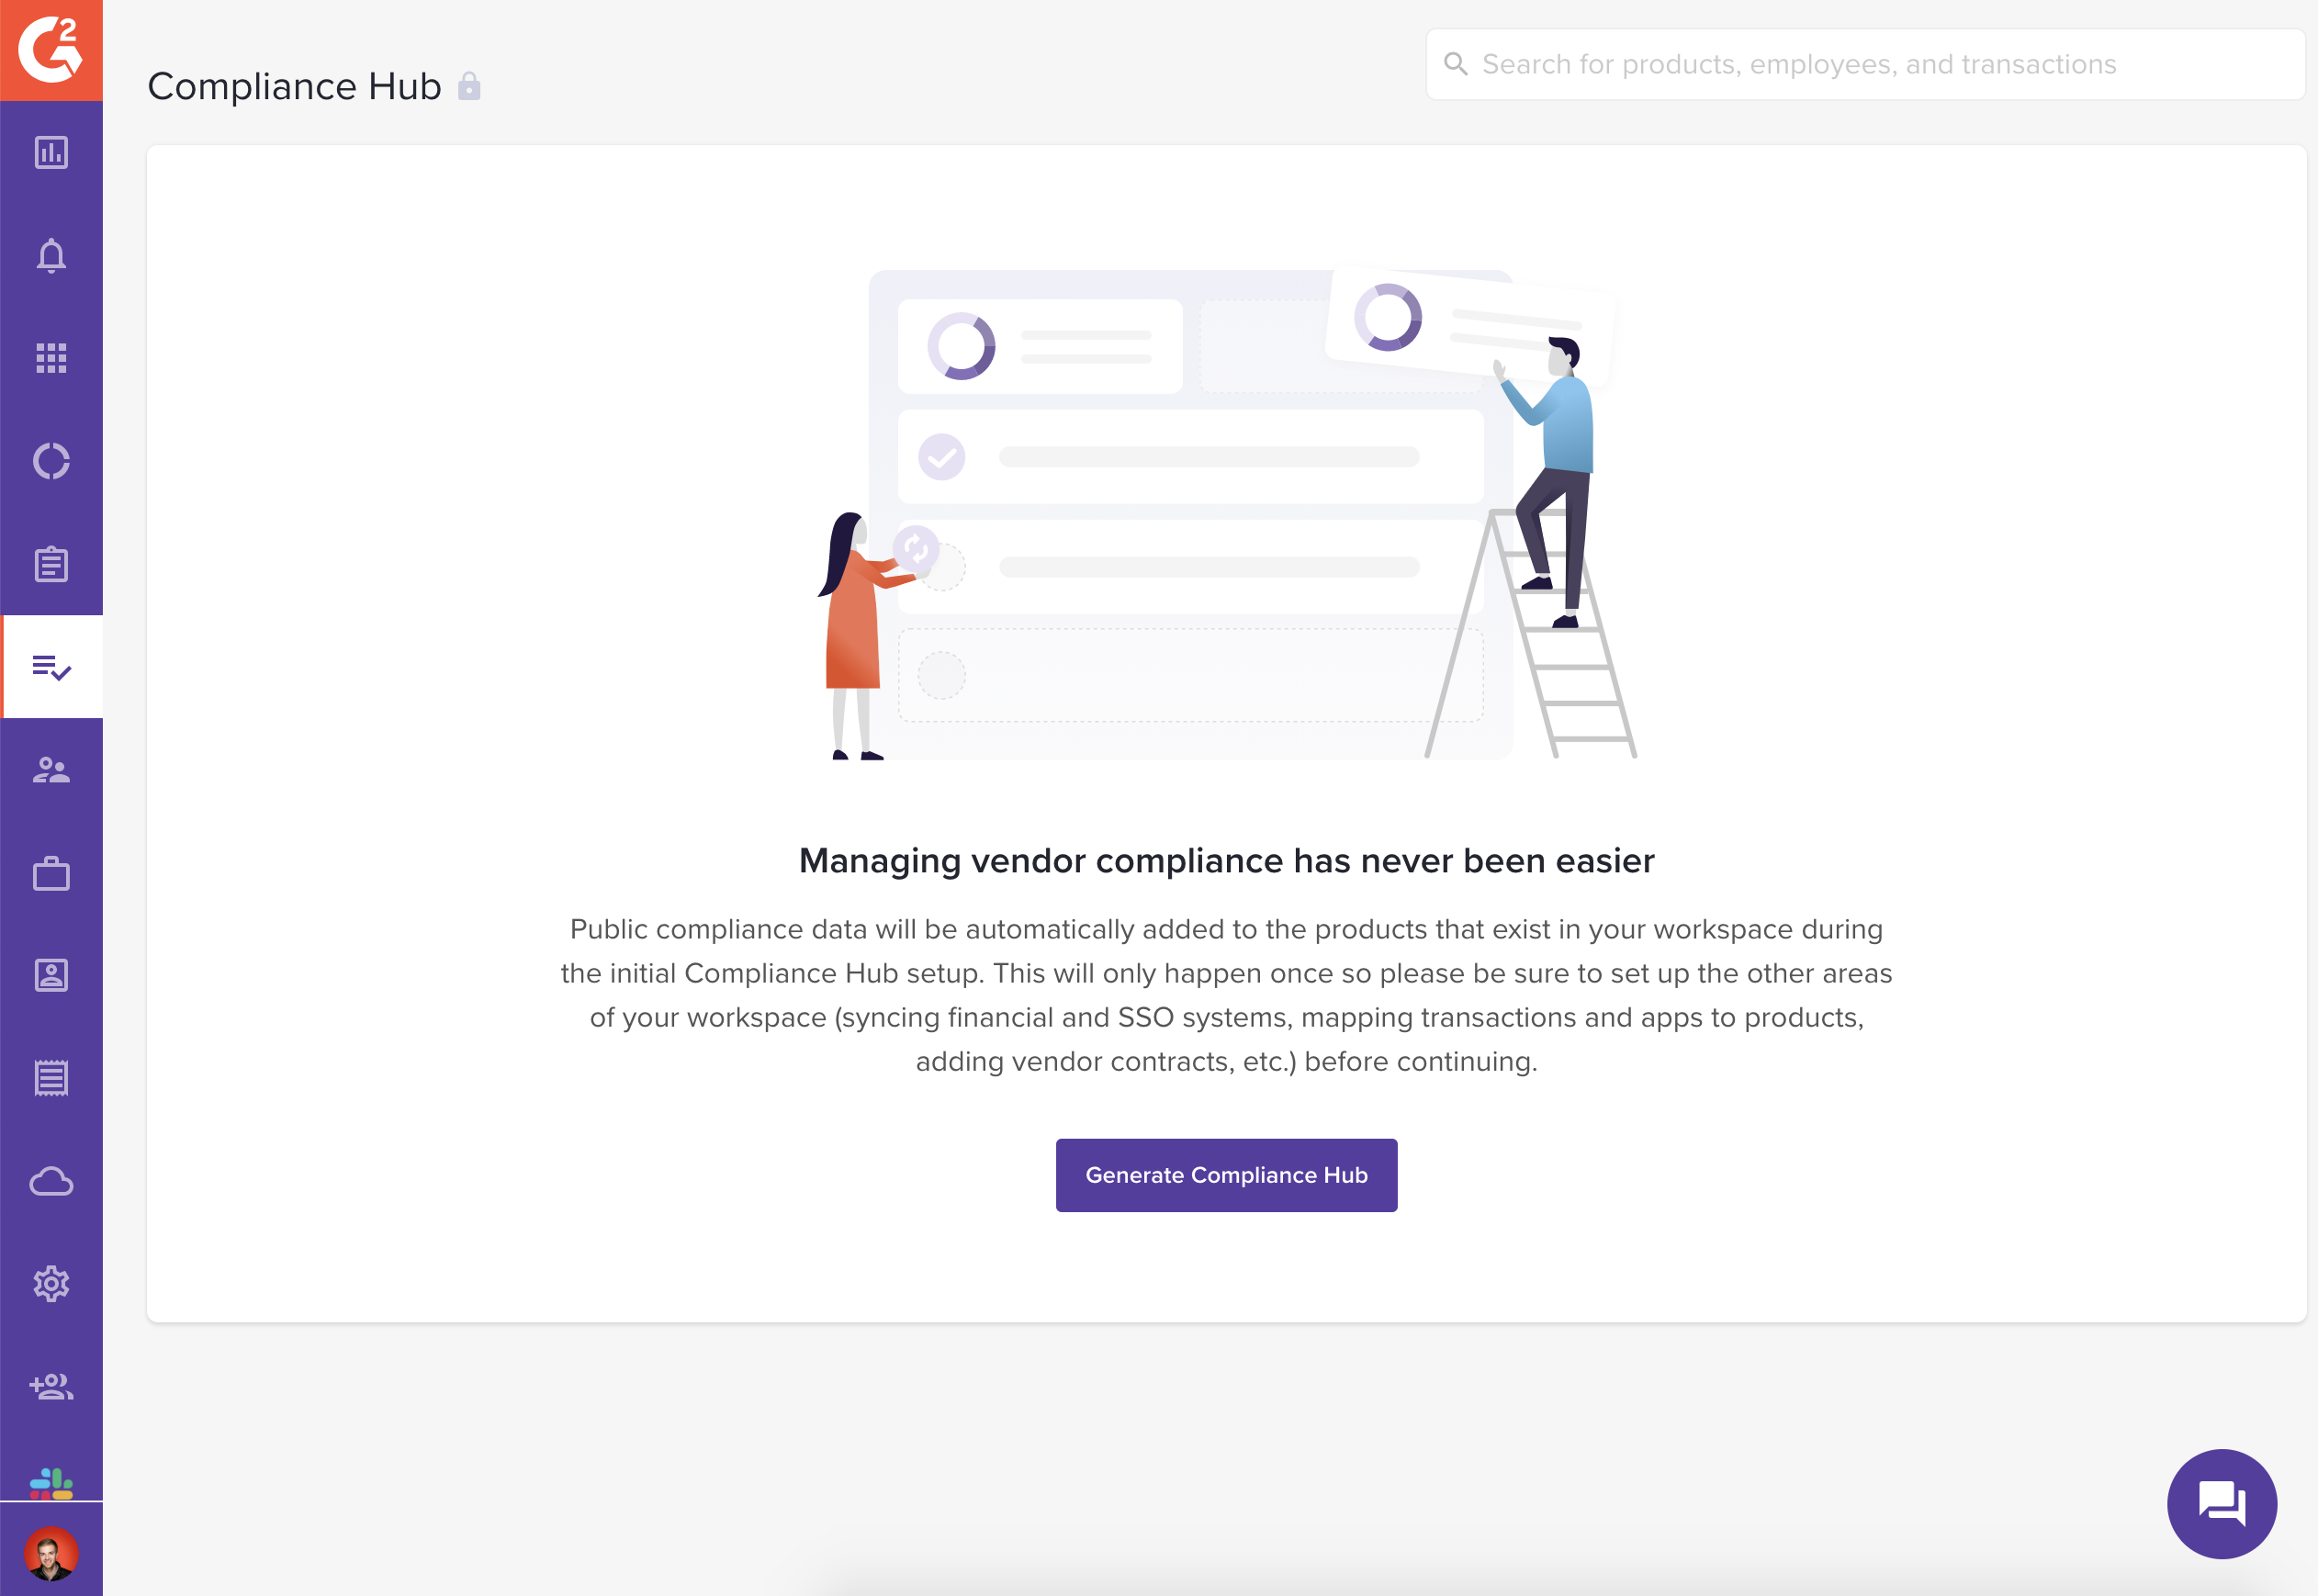 G2
Compliance Hub
Search for products, employees, and transactions
Managing vendor compliance has never been easier
Public compliance data will be automatically added to the products that exist in your workspace during
the initial Compliance Hub setup. This will only happen once so please be sure to set up the other areas
of your workspace (syncing financial and SSO systems, mapping transactions and apps to products,
adding vendor contracts, etc.) before continuing.
Generate Compliance Hub